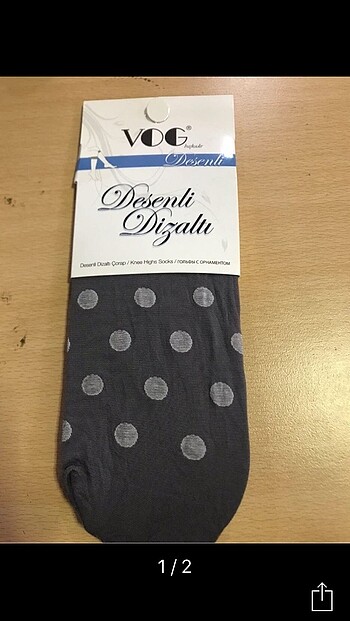 VOG®
Desenli
Desenli
Dizaltı
Desenli Dizaltı Çorap / Knee Highs Socks / ГОЛЬФЫ С ОРНАМЕНТОМ
1 / 2